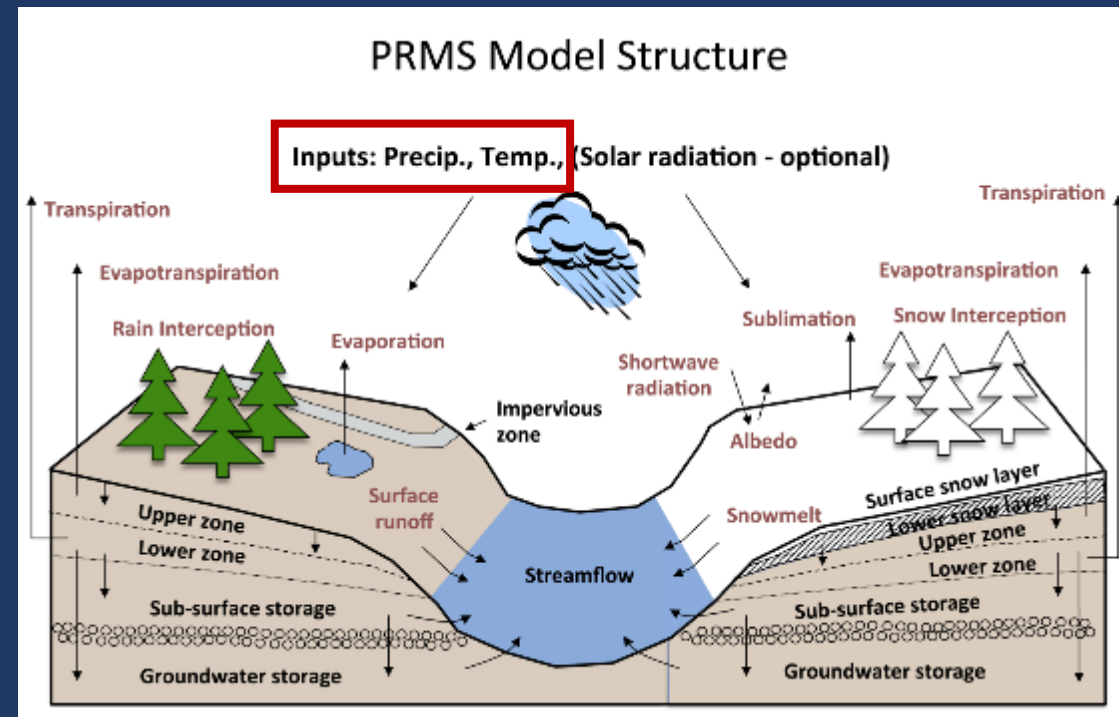 PRMS Model Structure
Inputs: Precip., Temp., (Solar radiation - optional)
Transpiration
Transpiration
Evapotranspiration
Evapotranspiration
Rain Interception
Evaporation
Sublimation
Snow Interception
Shortwave
radiation
Impervious
zone
Albedo
Surface
runoff
Snowmelt
Surface snow layer
Lower snow layer
Upper zone
Upper zone
Lower zone
Lower zone
Streamflow
Sub-surface storage
Sub-surface storage
Groundwater storage
Groundwater storage